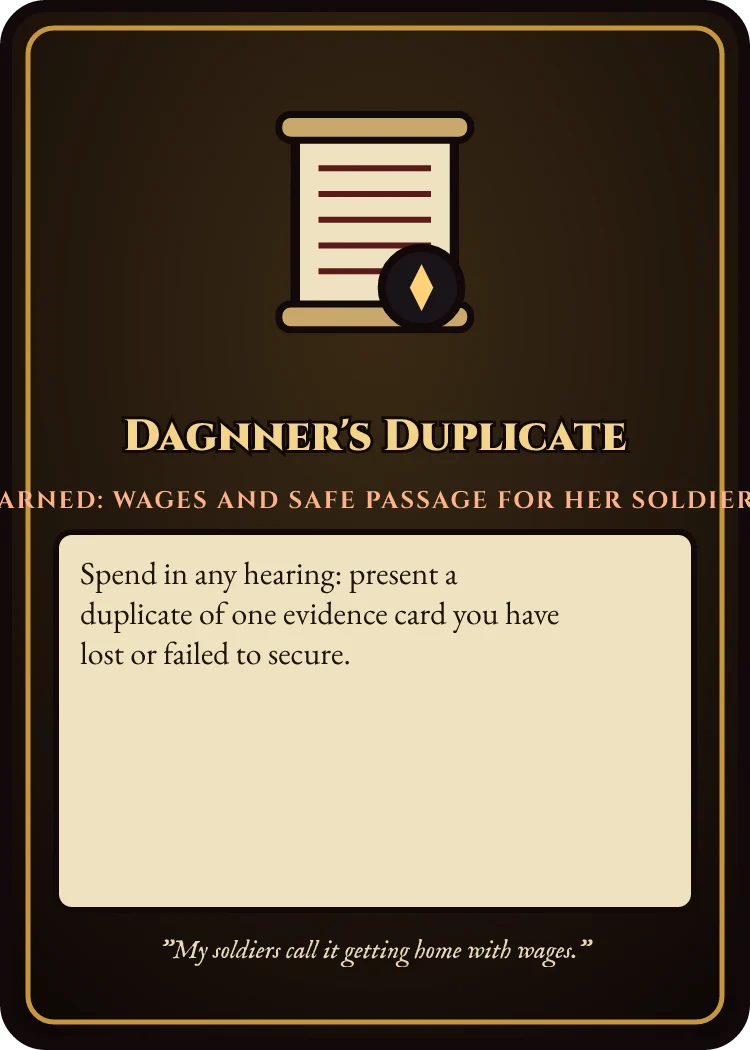 Dagnner's Duplicate
ARNED: WAGES AND SAFE PASSAGE FOR HER SOLDIER
Spend in any hearing: present a
duplicate of one evidence card you have
lost or failed to secure.
”My soldiers call it getting home with wages.”